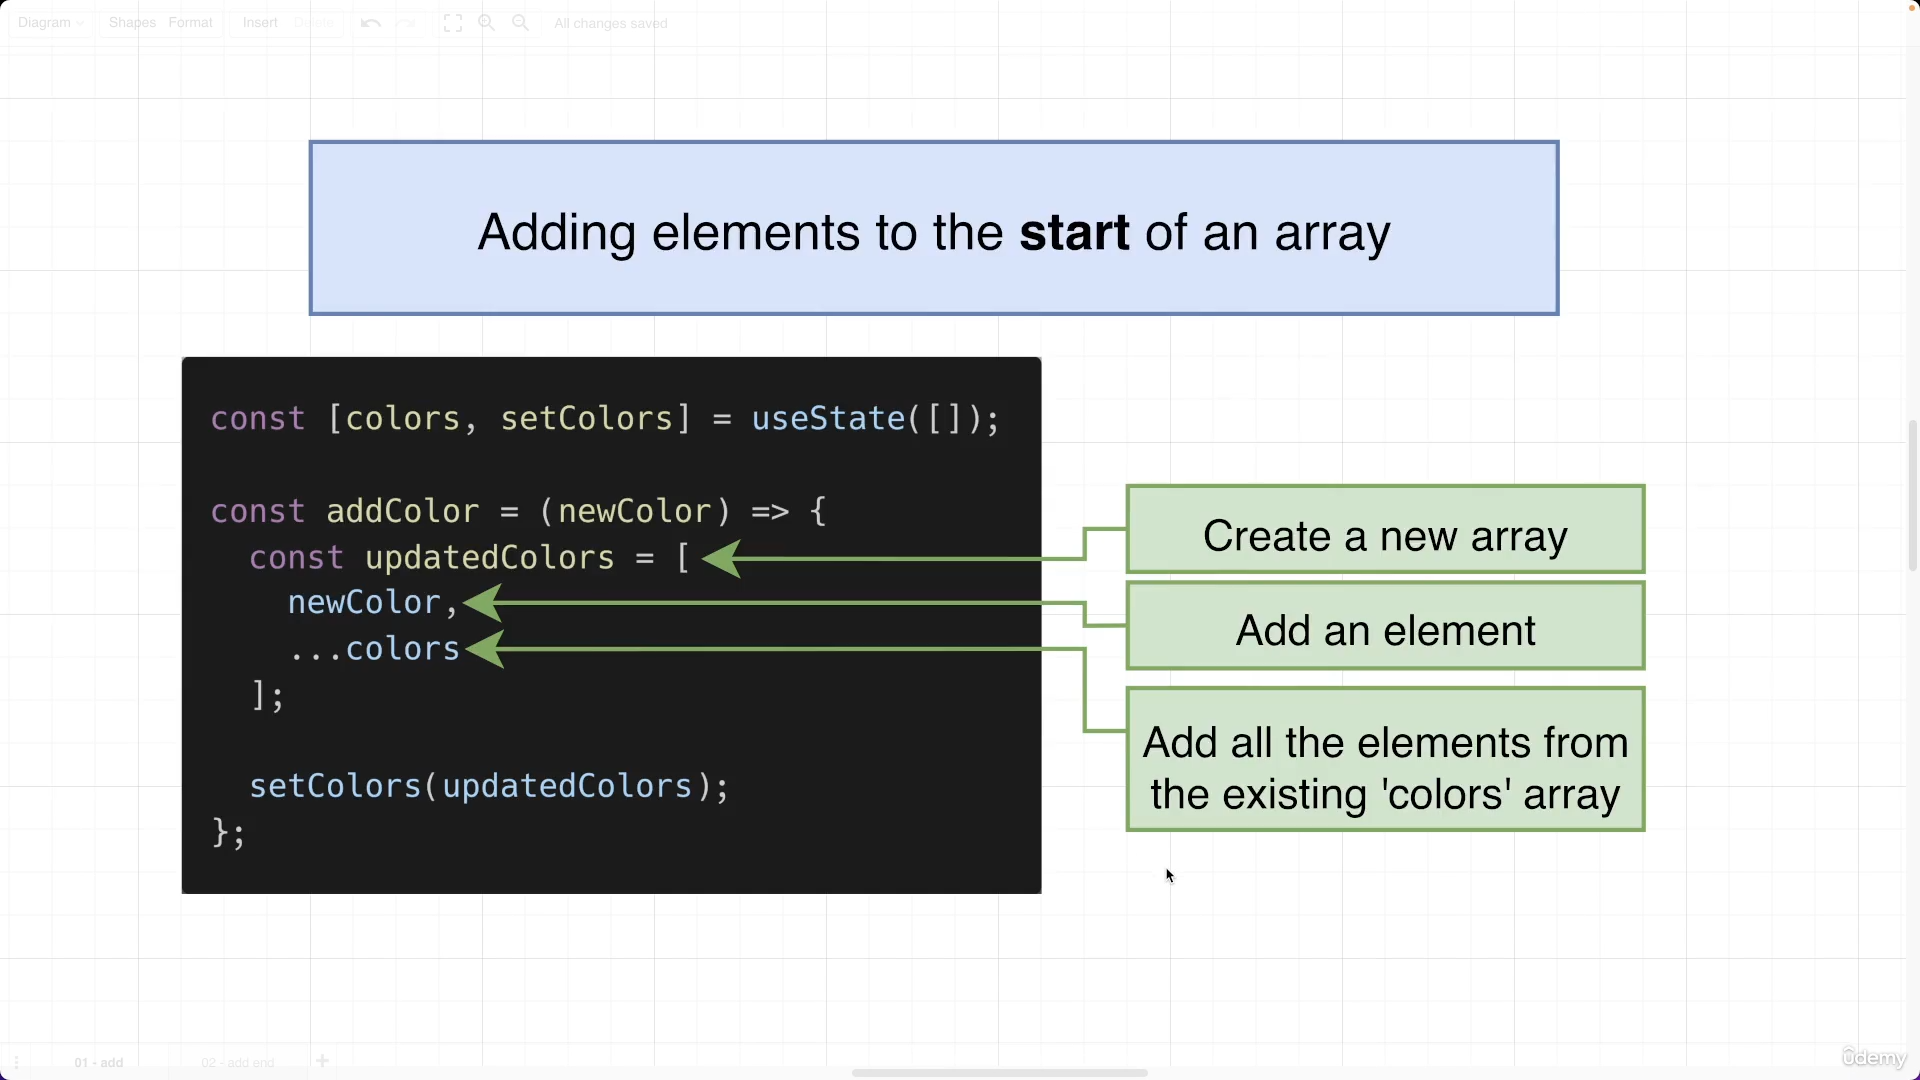 Diagram Shapes Format Insert Delete All changes saved
Adding elements to the start of an array
const [colors, setColors] = useState([]);
const addColor = (newColor) => {
const updatedColors = [
newColor,
...colors
];
setColors(updatedColors);
};
Create a new array
Add an element
Add all the elements from
the existing 'colors' array
01 - add 02 - add end
ûdemy